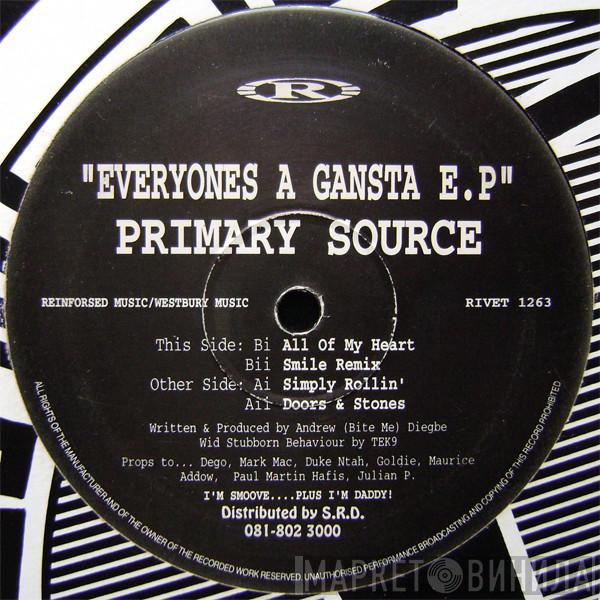 R
"EVERYONES A GANSTA E.P"
PRIMARY SOURCE
REINFORSED MUSIC/WESTBURY MUSIC
RIVET 1263
This Side: Bi All Of My Heart
Bii Smile Remix
Other Side: Ai Simply Rollin'
Aii Doors & Stones
Written & Produced by Andrew (Bite Me) Diegbe
Wid Stubborn Behaviour by TEK9
Props to... Dego, Mark Mac, Duke Ntah, Goldie, Maurice
Addow, Paul Martin Hafis, Julian P.
I'M SMOOVE....PLUS I'M DADDY!
Distributed by S.R.D.
081-802 3000
ALL RIGHTS OF THE MANUFACTURER AND OF THE OWNER OF THE RECORDED WORK RESERVED. UNAUTHORISED PERFORMANCE BROADCASTING AND COPYING OF THIS RECORD PROHIBITED
МАРКЕТ ВИНИЛА